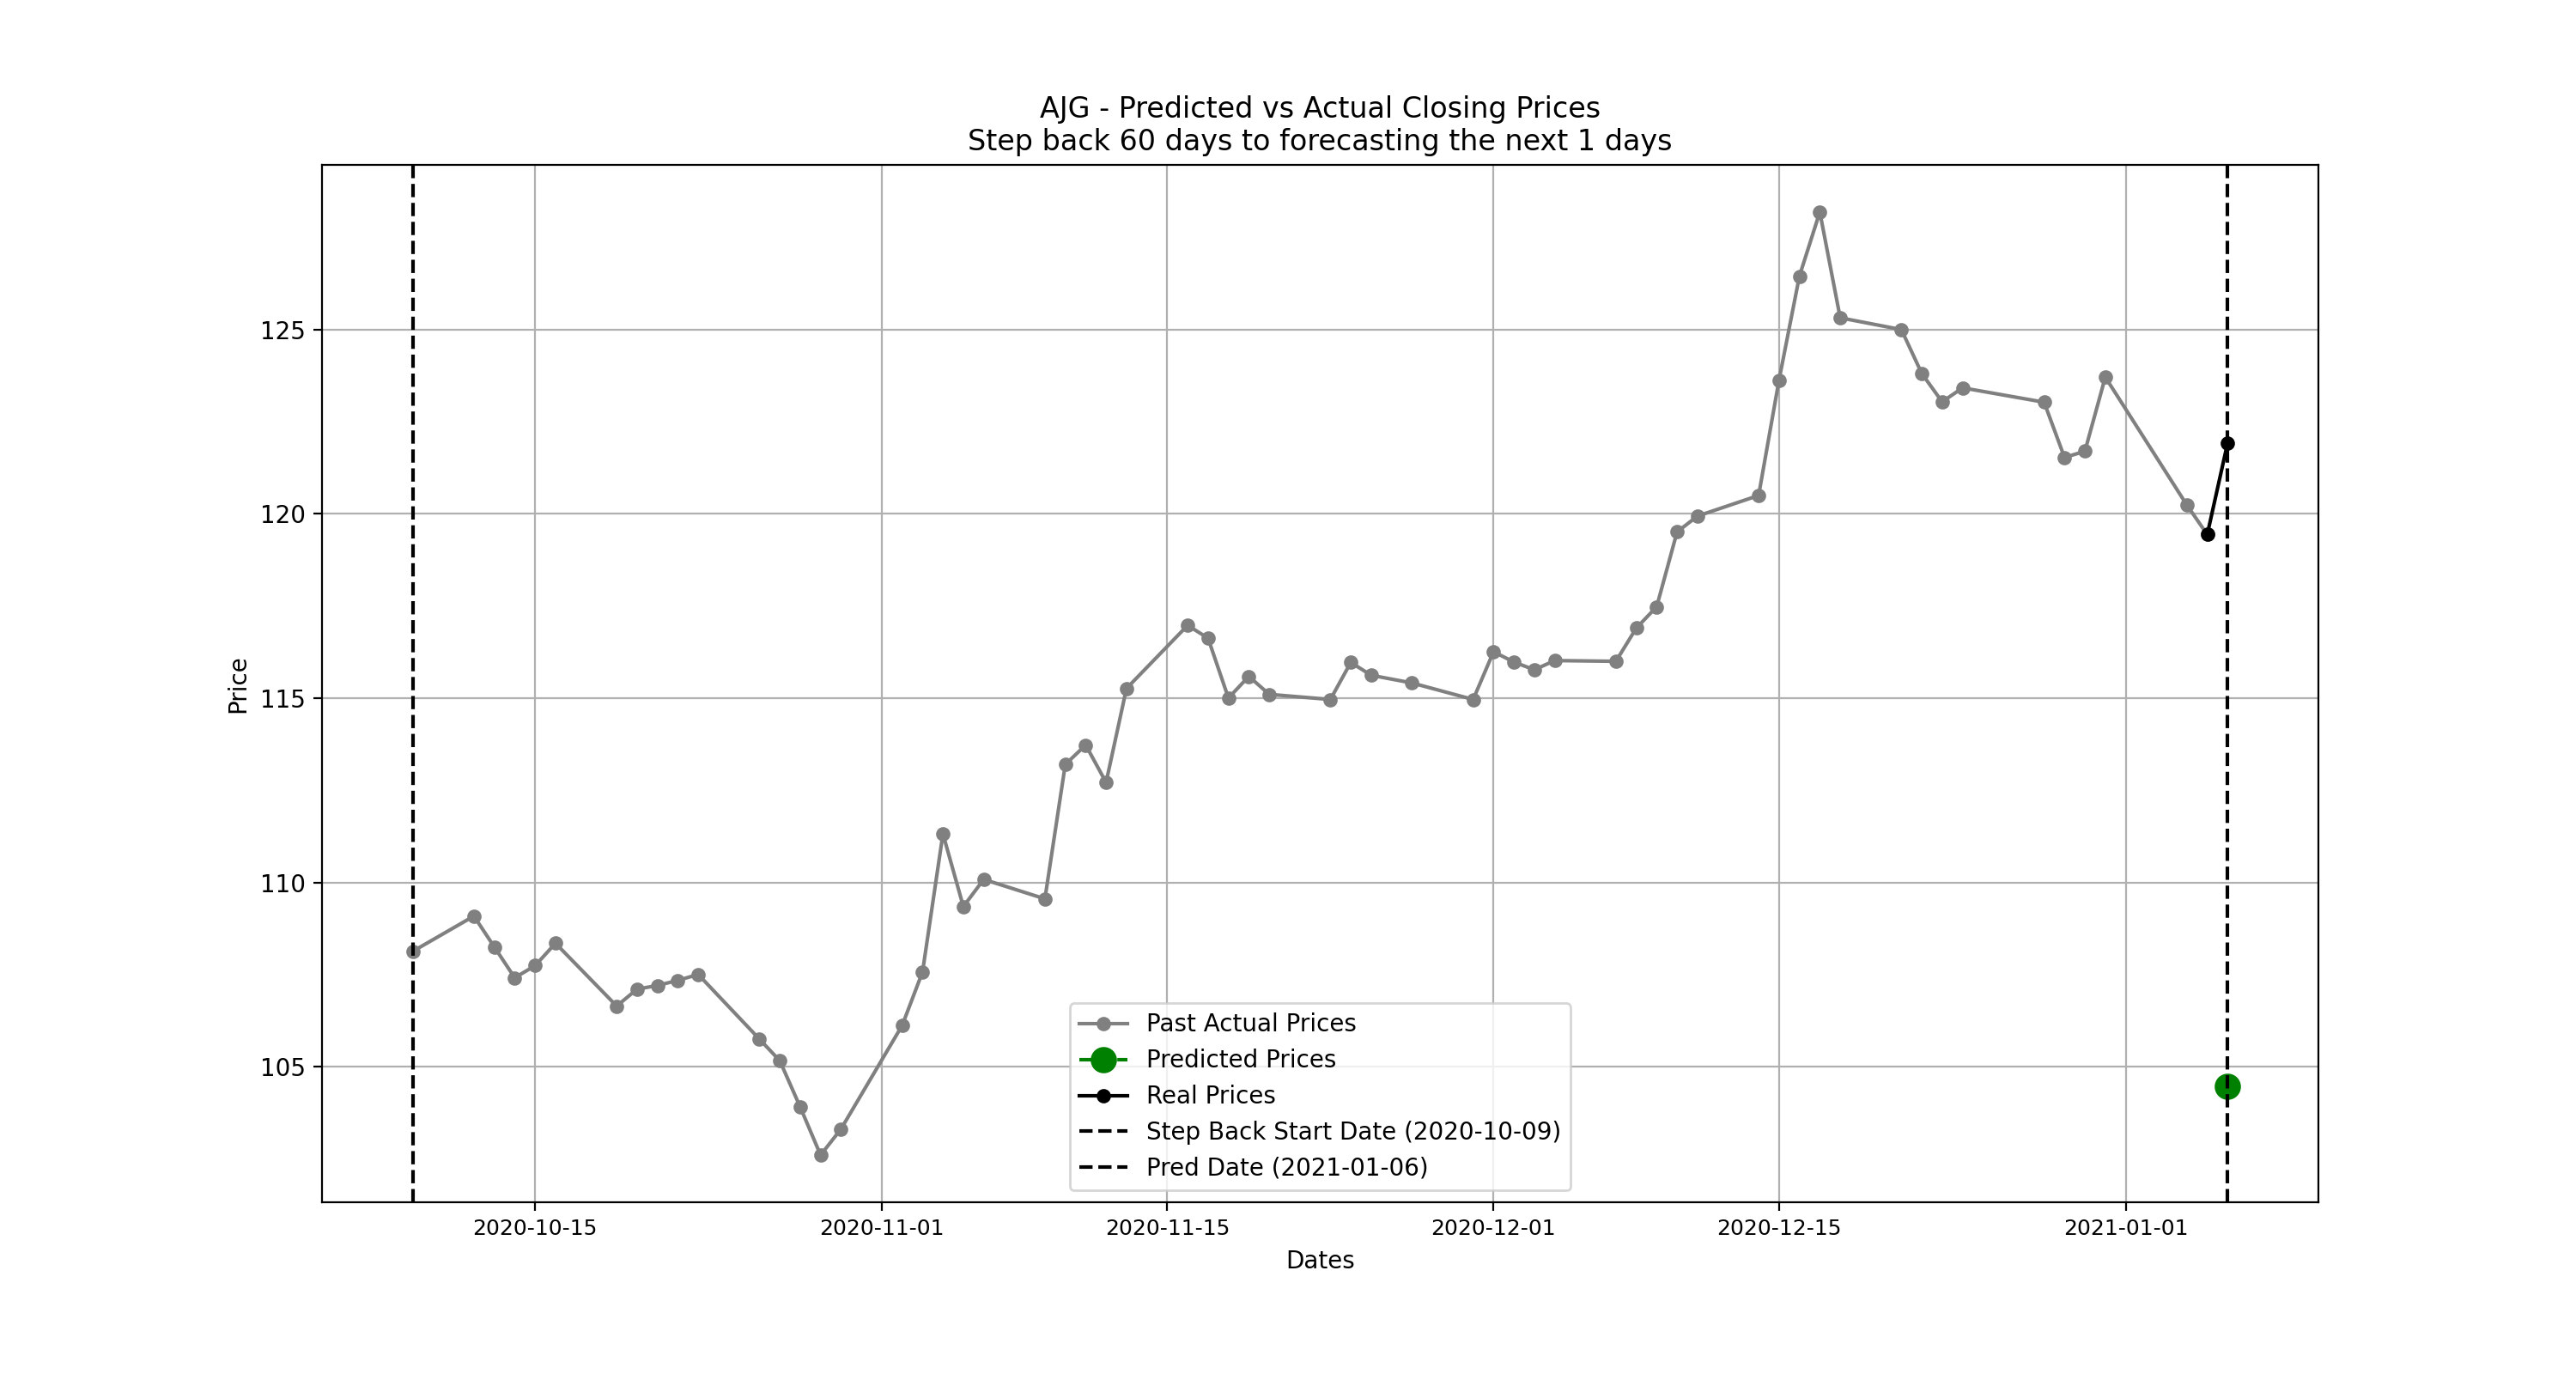 AJG - Predicted vs Actual Closing Prices
Step back 60 days to forecasting the next 1 days
Price
125
120
115
110
105
Past Actual Prices
Predicted Prices
Real Prices
Step Back Start Date (2020-10-09)
Pred Date (2021-01-06)
2020-10-15
2020-11-01
2020-11-15
2020-12-01
2020-12-15
2021-01-01
Dates